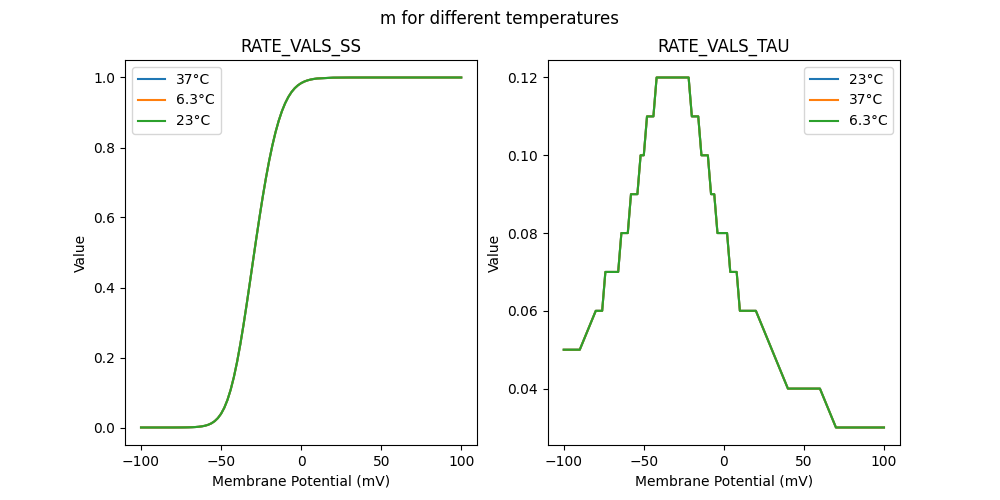 m for different temperatures
RATE_VALS_SS
1.0
0.8
0.6
0.4
0.2
0.0
Value
37°C
6.3°C
23°C
−100
−50
0
50
100
Membrane Potential (mV)
RATE_VALS_TAU
0.12
0.10
0.08
0.06
0.04
Value
23°C
37°C
6.3°C
−100
−50
0
50
100
Membrane Potential (mV)